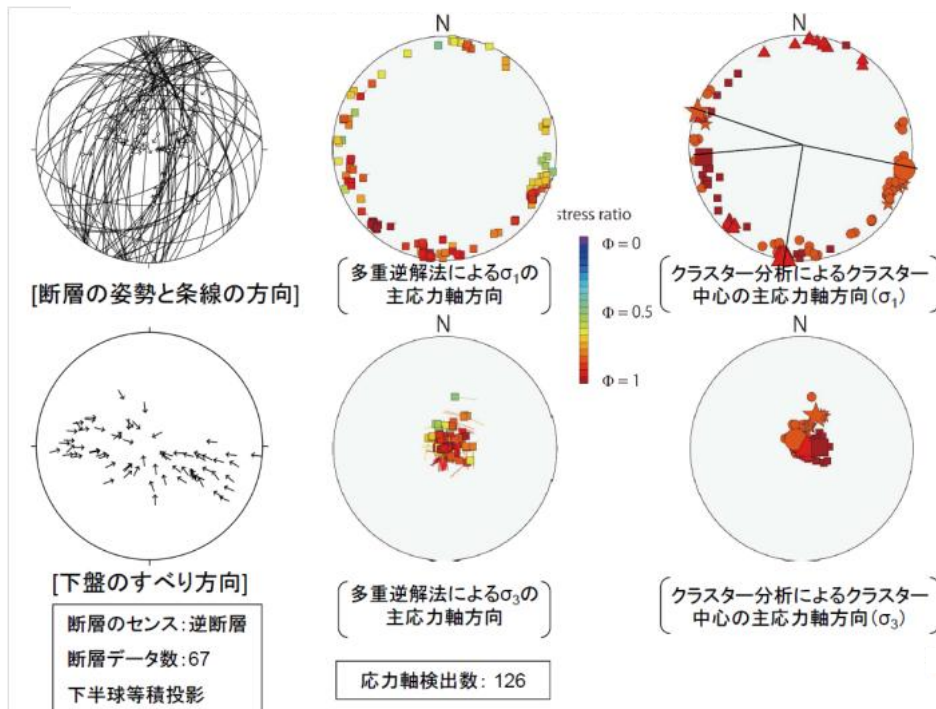 N
N
stress ratio
Φ = 0
Φ = 0.5
Φ = 1
[断層の姿勢と条線の方向]
多重逆解法によるσ1の
主応力軸方向
クラスター分析によるクラスター
中心の主応力軸方向(σ1)
N
N
[下盤のすべり方向]
多重逆解法によるσ3の
主応力軸方向
クラスター分析によるクラスター
中心の主応力軸方向(σ3)
断層のセンス:逆断層
断層データ数:67
下半球等積投影
応力軸検出数: 126